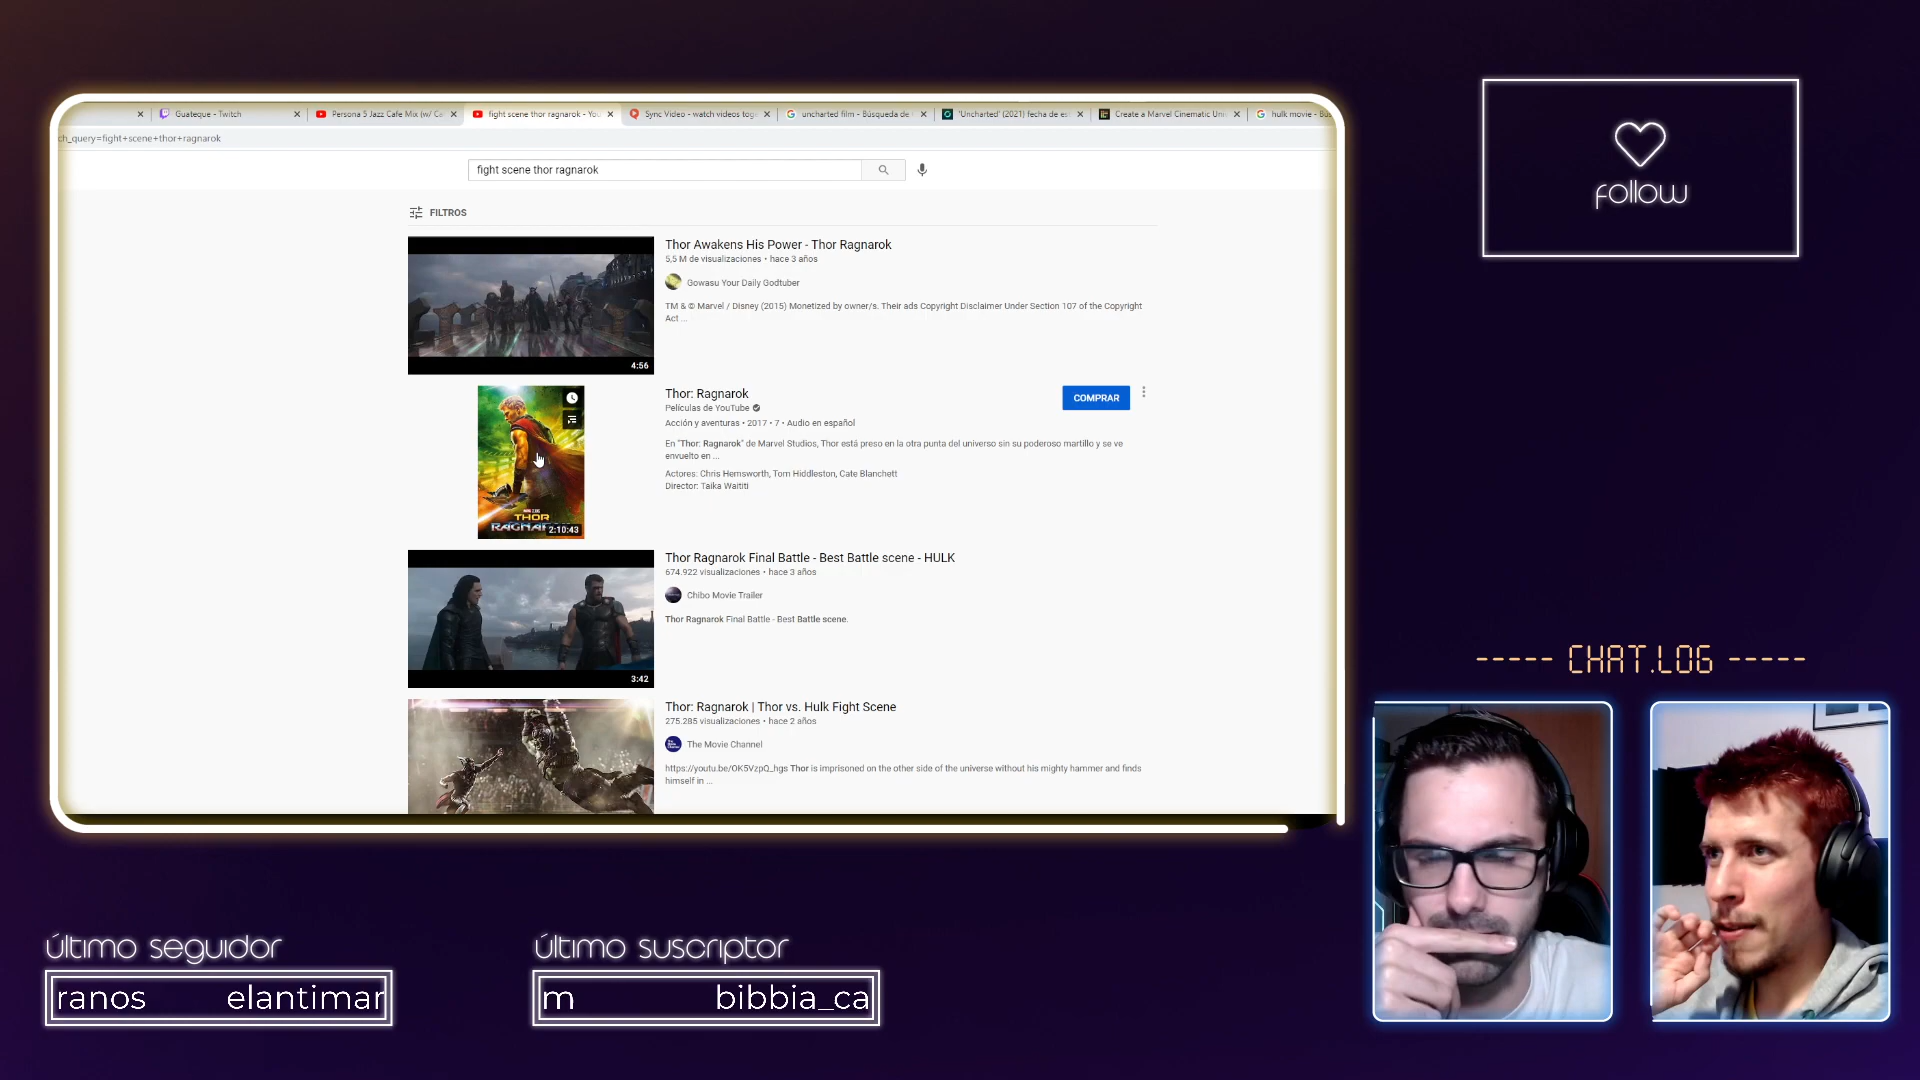 Guateque - Twitch
Persona 5 Jazz Cafe Mix (w/ Ca
fight scene thor ragnarok - You
Sync Video - watch videos toge
uncharted film - Búsqueda de
'Uncharted' (2021) fecha de es
Create a Marvel Cinematic Uni
hulk movie - Bús
ch_query=fight+scene+thor+ragnarok
fight scene thor ragnarok
FILTROS
Thor Awakens His Power - Thor Ragnarok
5,5 M de visualizaciones • hace 3 años
Gowasu Your Daily Godtuber
TM & © Marvel / Disney (2015) Monetized by owner/s. Their ads Copyright Disclaimer Under Section 107 of the Copyright
Act ...
4:56
Thor: Ragnarok
COMPRAR
Películas de YouTube
Acción y aventuras • 2017 • 7 • Audio en español
En "Thor: Ragnarok" de Marvel Studios, Thor está preso en la otra punta del universo sin su poderoso martillo y se ve
envuelto en ...
Actores: Chris Hemsworth, Tom Hiddleston, Cate Blanchett
Director: Taika Waititi
THOR
RAGNA
2:10:43
Thor Ragnarok Final Battle - Best Battle scene - HULK
674.922 visualizaciones • hace 3 años
Chibo Movie Trailer
Thor Ragnarok Final Battle - Best Battle scene.
3:42
Thor: Ragnarok | Thor vs. Hulk Fight Scene
275.285 visualizaciones • hace 2 años
The Movie Channel
https://youtu.be/OK5VzpQ_hgs Thor is imprisoned on the other side of the universe without his mighty hammer and finds
himself in ...
follow
----- CHAT.LOG -----
último seguidor
ranos elantimar
último suscriptor
m bibbia_ca